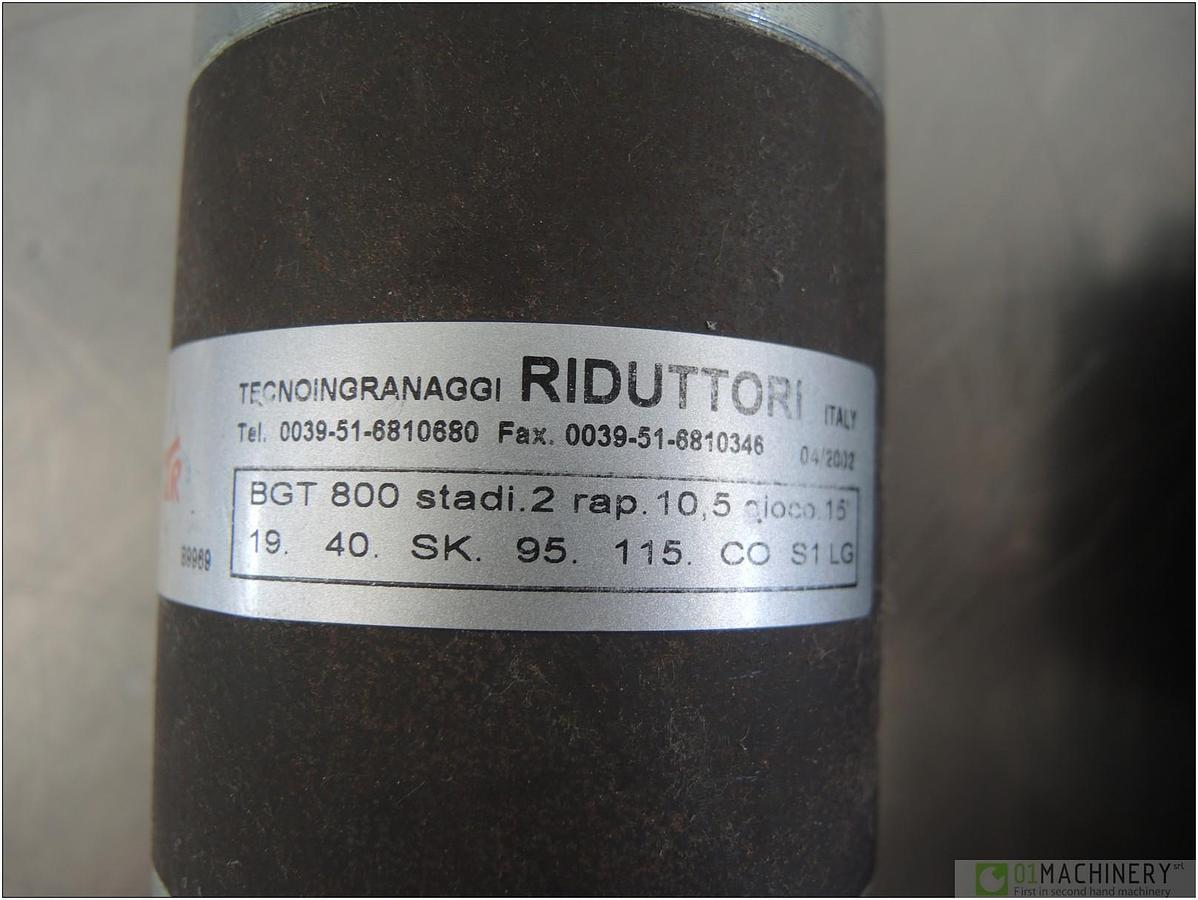 TECNOINGRANAGGI RIDUTTORI ITALY
Tel. 0039-51-6810680 Fax. 0039-51-6810346 04/2002
TR
BGT 800 stadi.2 rap.10,5 gioco.15'
19. 40. SK. 95. 115. CO S1 LG
B9969
01MACHINERY srl
First in second hand machinery